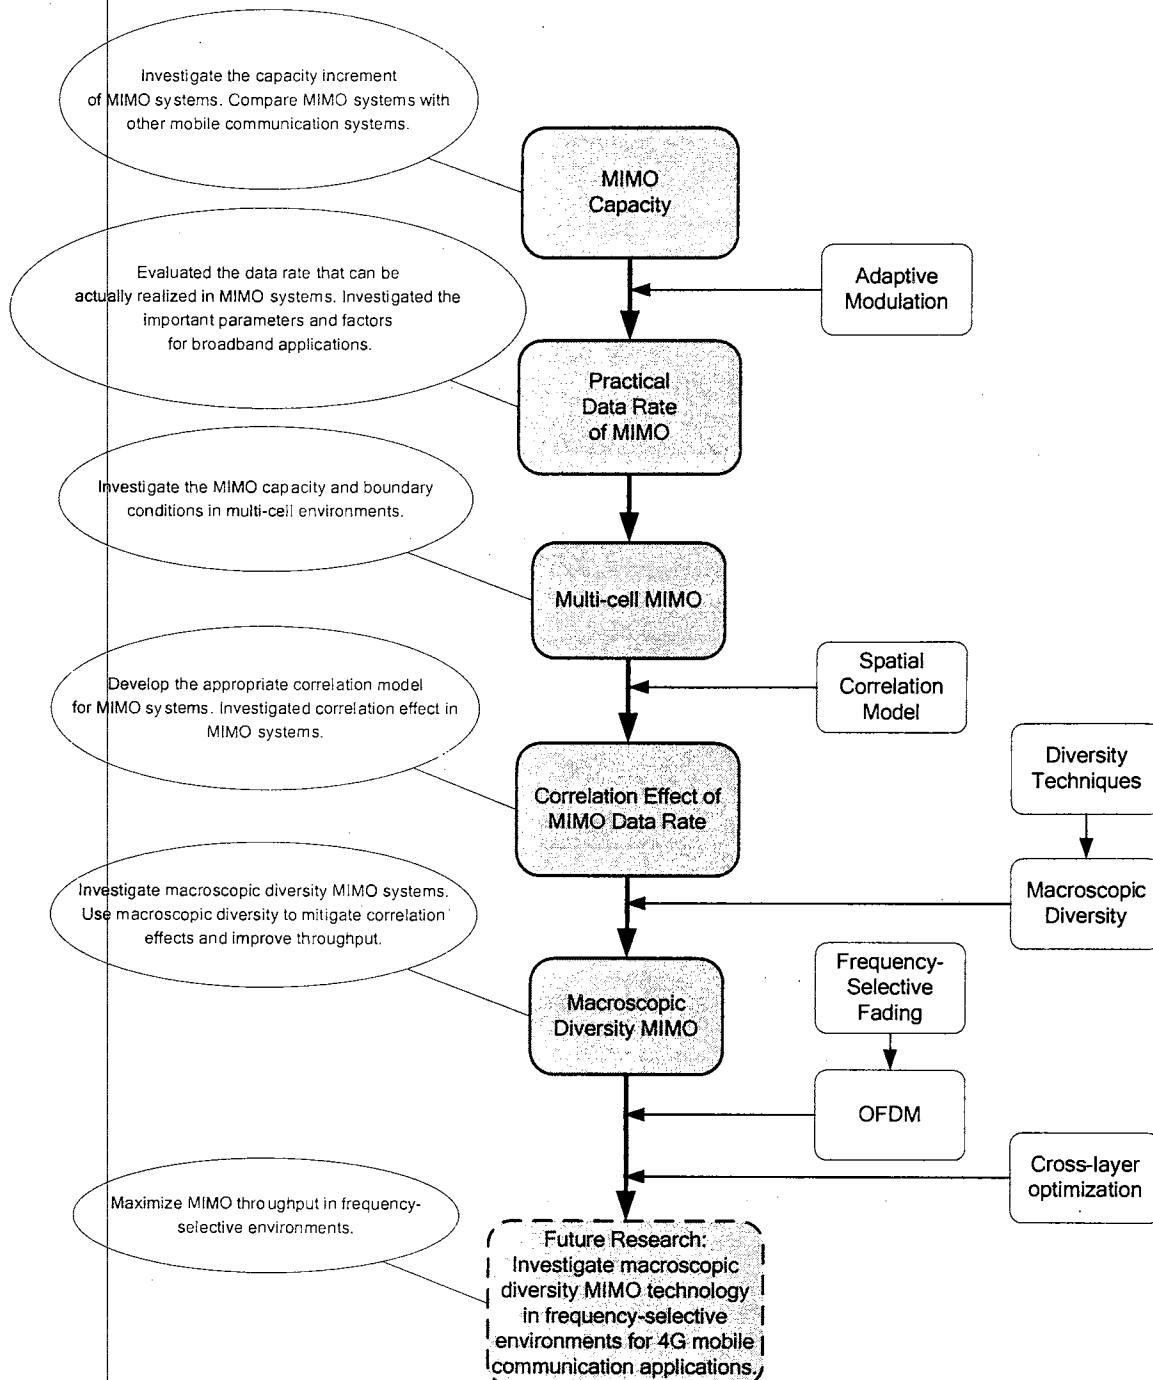 Investigate the capacity increment
of MIMO systems. Compare MIMO systems with
other mobile communication systems.
MIMO
Capacity
Adaptive
Modulation
Evaluated the data rate that can be
actually realized in MIMO systems. Investigated the
important parameters and factors
for broadband applications.
Practical
Data Rate
of MIMO
Investigate the MIMO capacity and boundary
conditions in multi-cell environments.
Multi-cell MIMO
Spatial
Correlation
Model
Develop the appropriate correlation model
for MIMO systems. Investigated correlation effect in
MIMO systems.
Correlation Effect of
MIMO Data Rate
Diversity
Techniques
Macroscopic
Diversity
Investigate macroscopic diversity MIMO systems.
Use macroscopic diversity to mitigate correlation
effects and improve throughput.
Macroscopic
Diversity MIMO
Frequency-
Selective
Fading
OFDM
Cross-layer
optimization
Maximize MIMO throughput in frequency-
selective environments.
Future Research:
Investigate macroscopic
diversity MIMO technology
in frequency-selective
environments for 4G mobile
communication applications.